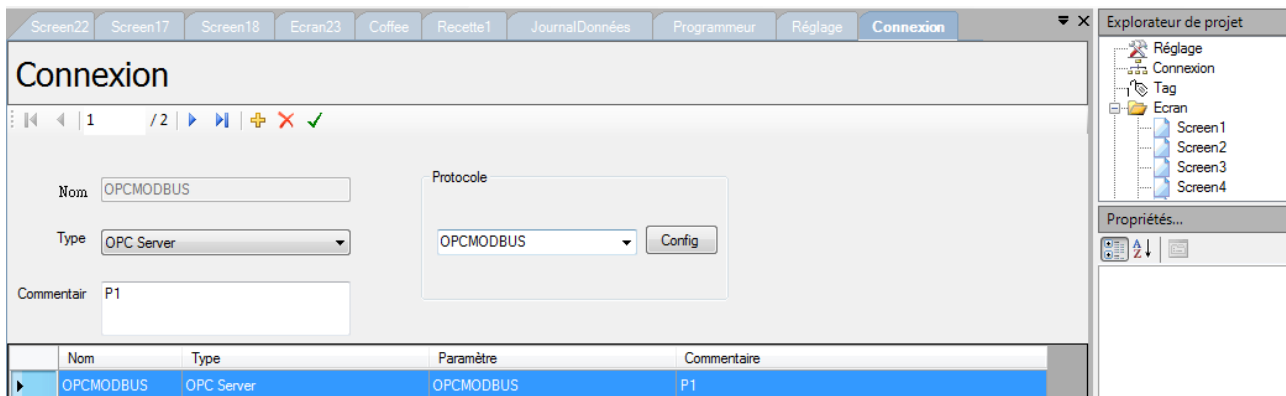 Screen22 Screen17 Screen18 Ecran23 Coffee Recette1 JournalDonnées Programmeur Réglage Connexion
Connexion
1 / 2
Nom OPCMODBUS
Type OPC Server
Commentair P1
Protocole
OPCMODBUS Config
Nom Type Paramètre Commentaire
OPCMODBUS OPC Server OPCMODBUS P1
Explorateur de projet
Réglage
Connexion
Tag
Ecran
Screen1
Screen2
Screen3
Screen4
Propriétés...